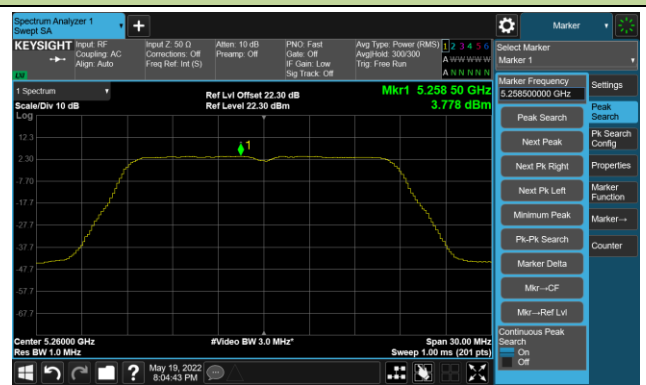 Spectrum Analyzer 1
Swept SA
+
Marker
KEYSIGHT
Input: RF
Coupling: AC
Align: Auto
Input Z: 50 Ω
Corrections: Off
Freq Ref: Int (S)
Atten: 10 dB
Preamp: Off
PNO: Fast
Gate: Off
IF Gain: Low
Sig Track: Off
Avg Type: Power (RMS)
Avg|Hold: 300/300
Trig: Free Run
1 2 3 4 5 6
A W W W W W
A N N N N N
LW
Select Marker
Marker 1
1 Spectrum
Scale/Div 10 dB
Log
Ref Lvl Offset 22.30 dB
Ref Level 22.30 dBm
Mkr1 5.258 50 GHz
3.778 dBm
12.3
2.30
-7.70
-17.7
-27.7
-37.7
-47.7
-57.7
-67.7
1
Center 5.26000 GHz
Res BW 1.0 MHz
#Video BW 3.0 MHz*
Span 30.00 MHz
Sweep 1.00 ms (201 pts)
Marker Frequency
5.258500000 GHz
Peak Search
Next Peak
Next Pk Right
Next Pk Left
Minimum Peak
Pk-Pk Search
Marker Delta
Mkr→CF
Mkr→Ref Lvl
Continuous Peak
Search
On
Off
Settings
Peak
Search
Pk Search
Config
Properties
Marker
Function
Marker→
Counter
?
May 19, 2022
8:04:43 PM